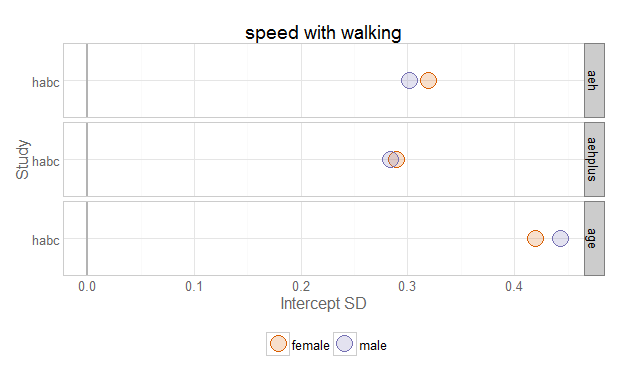 speed with walking
Study
habc
aeh
habc
aehplus
habc
age
0.0 0.1 0.2 0.3 0.4
Intercept SD
female male